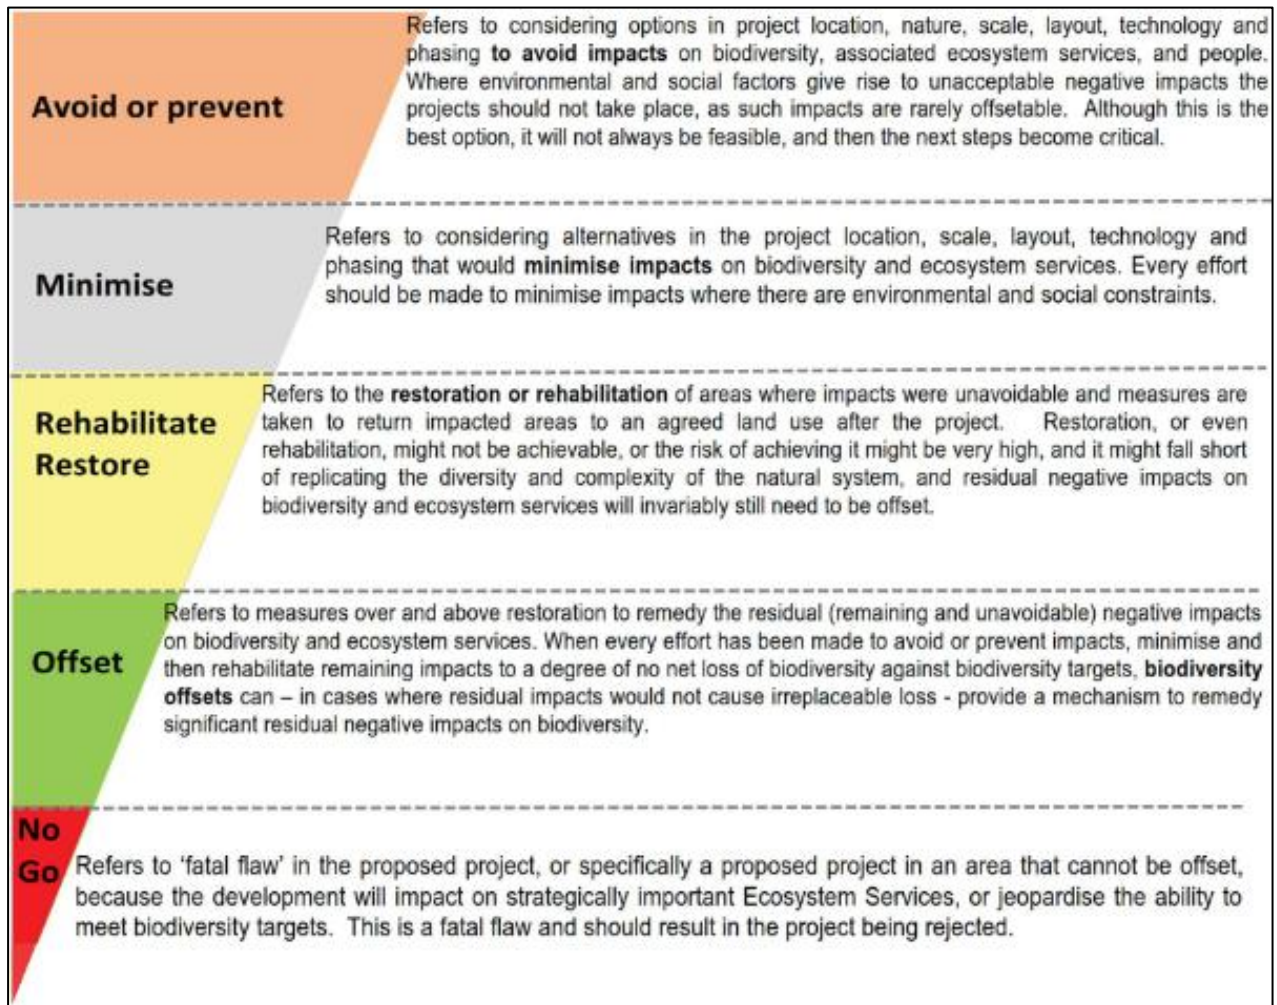 Avoid or prevent
Refers to considering options in project location, nature, scale, layout, technology and
phasing to avoid impacts on biodiversity, associated ecosystem services, and people.
Where environmental and social factors give rise to unacceptable negative impacts the
projects should not take place, as such impacts are rarely offsetable. Although this is the
best option, it will not always be feasible, and then the next steps become critical.
Minimise
Refers to considering alternatives in the project location, scale, layout, technology and
phasing that would minimise impacts on biodiversity and ecosystem services. Every effort
should be made to minimise impacts where there are environmental and social constraints.
Rehabilitate
Restore
Refers to the restoration or rehabilitation of areas where impacts were unavoidable and measures are
taken to return impacted areas to an agreed land use after the project. Restoration, or even
rehabilitation, might not be achievable, or the risk of achieving it might be very high, and it might fall short
of replicating the diversity and complexity of the natural system, and residual negative impacts on
biodiversity and ecosystem services will invariably still need to be offset.
Offset
Refers to measures over and above restoration to remedy the residual (remaining and unavoidable) negative impacts
on biodiversity and ecosystem services. When every effort has been made to avoid or prevent impacts, minimise and
then rehabilitate remaining impacts to a degree of no net loss of biodiversity against biodiversity targets, biodiversity
offsets can – in cases where residual impacts would not cause irreplaceable loss - provide a mechanism to remedy
significant residual negative impacts on biodiversity.
No
Go
Refers to ‘fatal flaw’ in the proposed project, or specifically a proposed project in an area that cannot be offset,
because the development will impact on strategically important Ecosystem Services, or jeopardise the ability to
meet biodiversity targets. This is a fatal flaw and should result in the project being rejected.